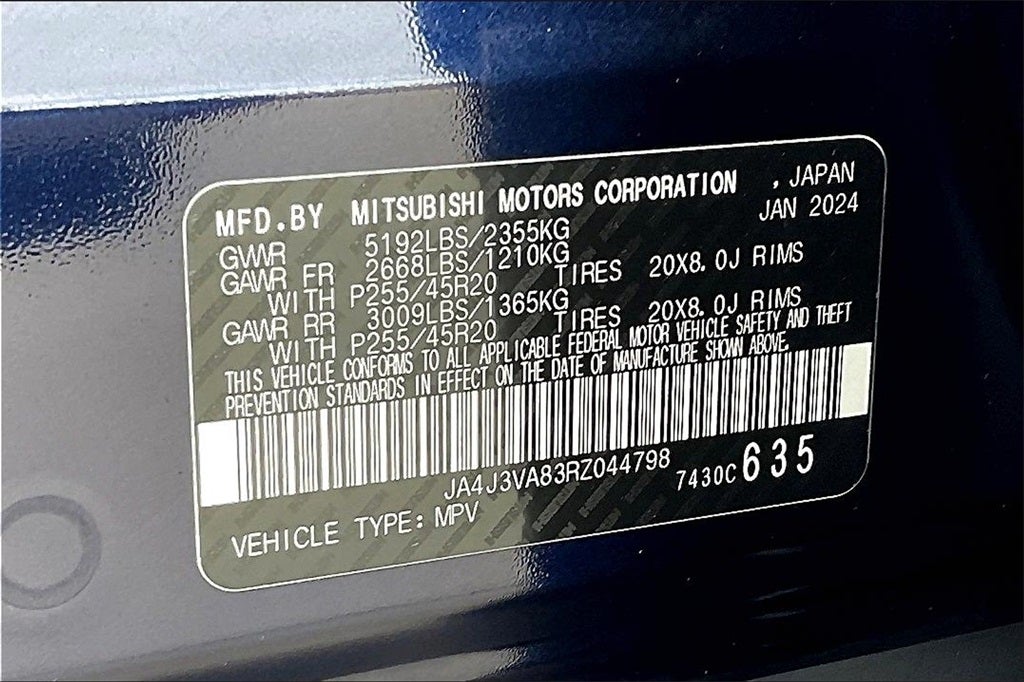 MFD.BY MITSUBISHI MOTORS CORPORATION , JAPAN
JAN 2024
GVWR 5192LBS/2355KG
GAWR FR 2668LBS/1210KG
WITH P255/45R20 TIRES 20X8.0J RIMS
GAWR RR 3009LBS/1365KG
WITH P255/45R20 TIRES 20X8.0J RIMS
THIS VEHICLE CONFORMS TO ALL APPLICABLE FEDERAL MOTOR VEHICLE SAFETY AND THEFT
PREVENTION STANDARDS IN EFFECT ON THE DATE OF MANUFACTURE SHOWN ABOVE.
JA4J3VA83RZ044798 7430C635
VEHICLE TYPE: MPV